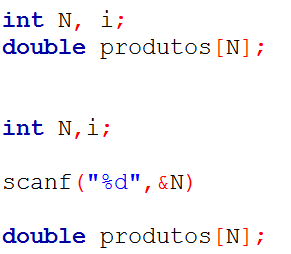 int N, i;
double produtos[N];
int N,i;
scanf("%d",&N)
double produtos[N];